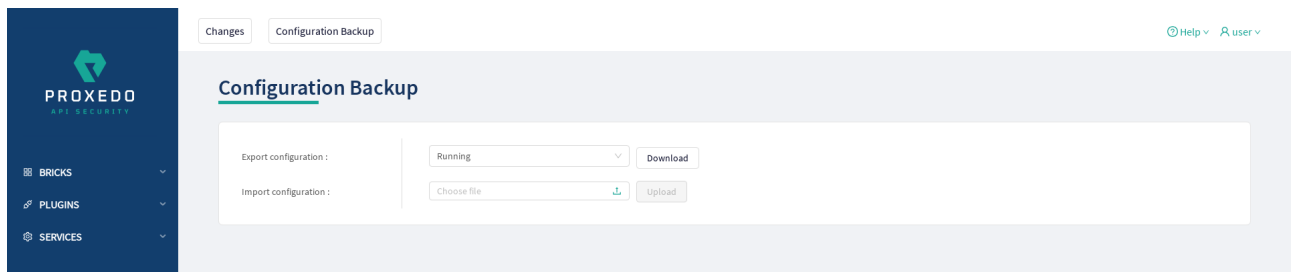 Changes
Configuration Backup
Help
user
PROXEDO
API SECURITY
Configuration Backup
Export configuration :
Running
Download
Import configuration :
Choose file
Upload
BRICKS
PLUGINS
SERVICES